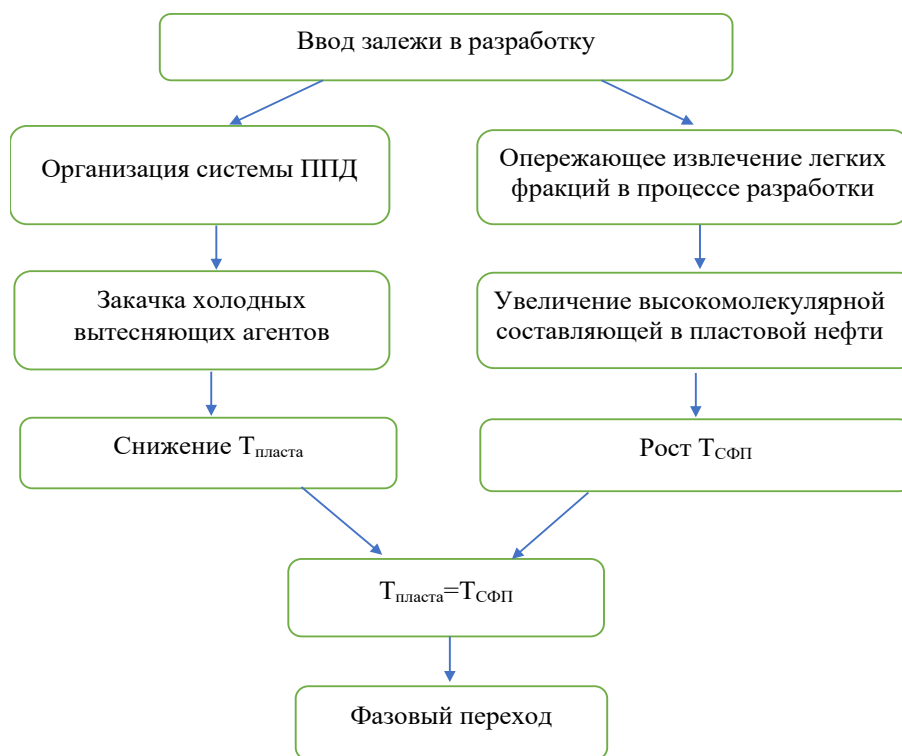 Ввод залежи в разработку
Организация системы ППД
Опережающее извлечение легких
фракций в процессе разработки
Закачка холодных
вытесняющих агентов
Увеличение высокомолекулярной
составляющей в пластовой нефти
Снижение Тпласта
Рост ТСФП
Тпласта=ТСФП
Фазовый переход